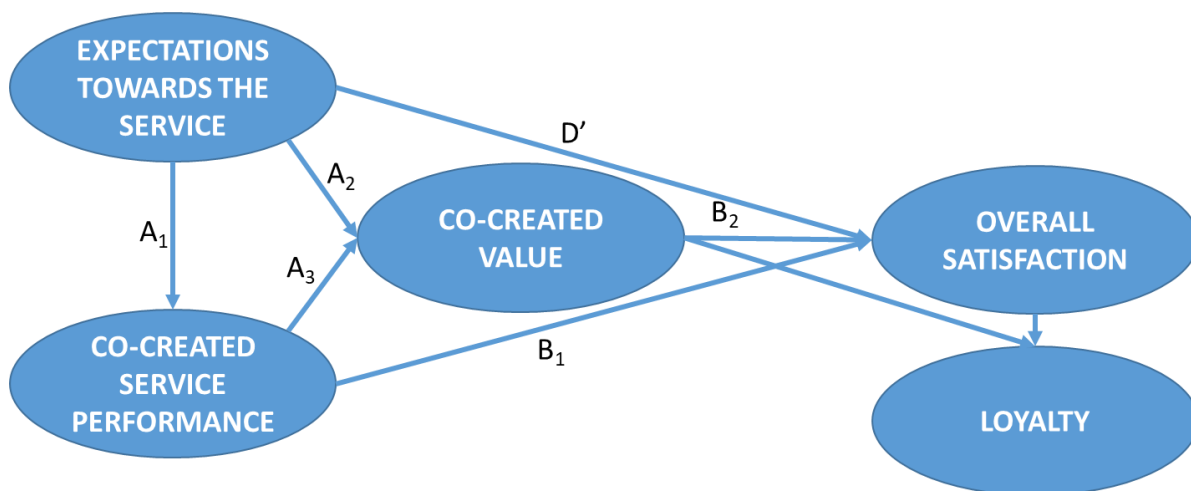 EXPECTATIONS
TOWARDS THE
SERVICE
D’
A₂
CO-CREATED
VALUE
B₂
OVERALL
SATISFACTION
A₁
A₃
CO-CREATED
SERVICE
PERFORMANCE
B₁
LOYALTY